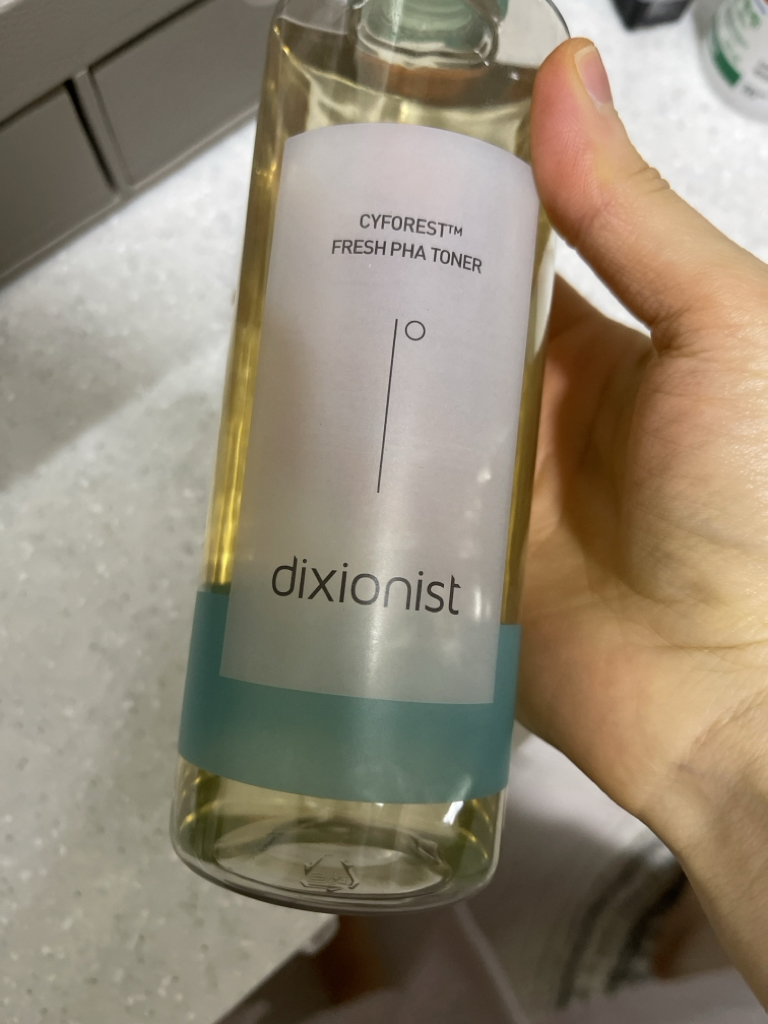 CYFOREST™
FRESH PHA TONER
dixionist